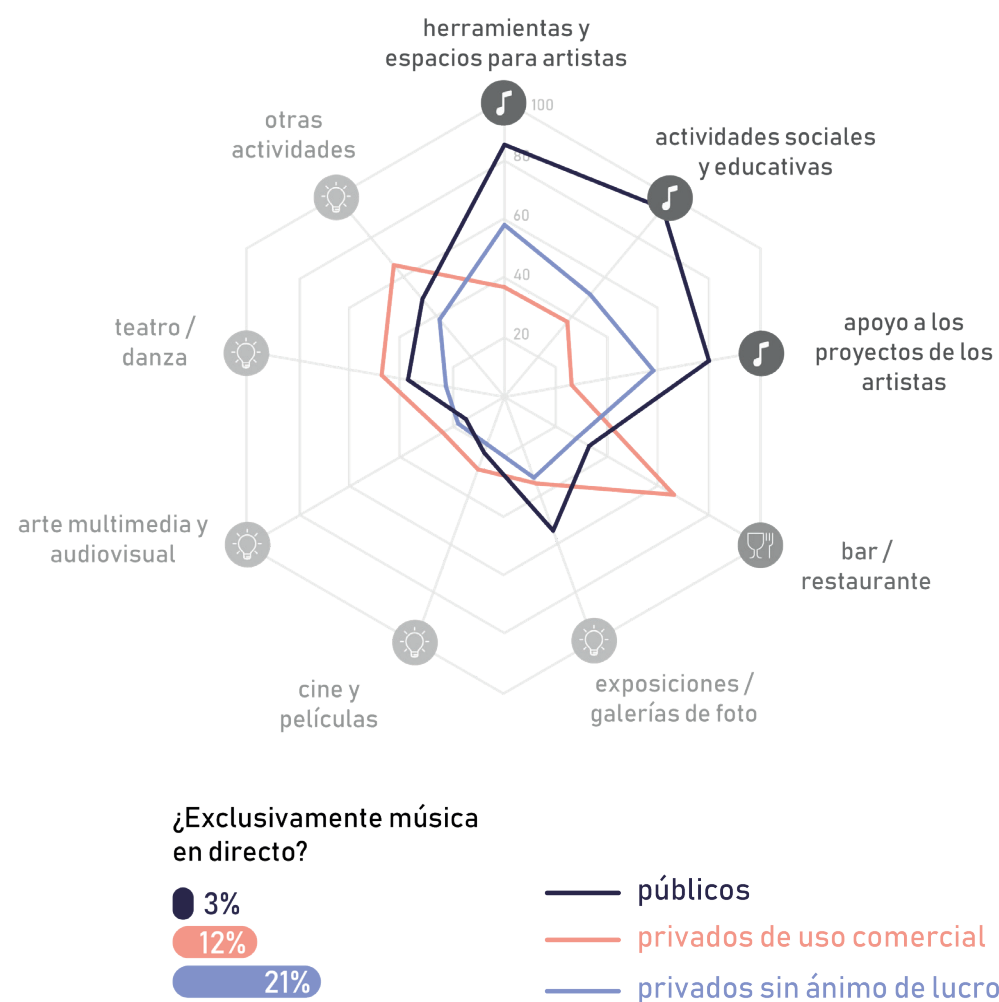 herramientas y
espacios para artistas
100
otras
actividades
actividades sociales
y educativas
80
60
40
20
teatro /
danza
apoyo a los
proyectos de los
artistas
arte multimedia y
audiovisual
bar /
restaurante
cine y
películas
exposiciones /
galerías de foto
¿Exclusivamente música
en directo?
3%
12%
21%
públicos
privados de uso comercial
privados sin ánimo de lucro